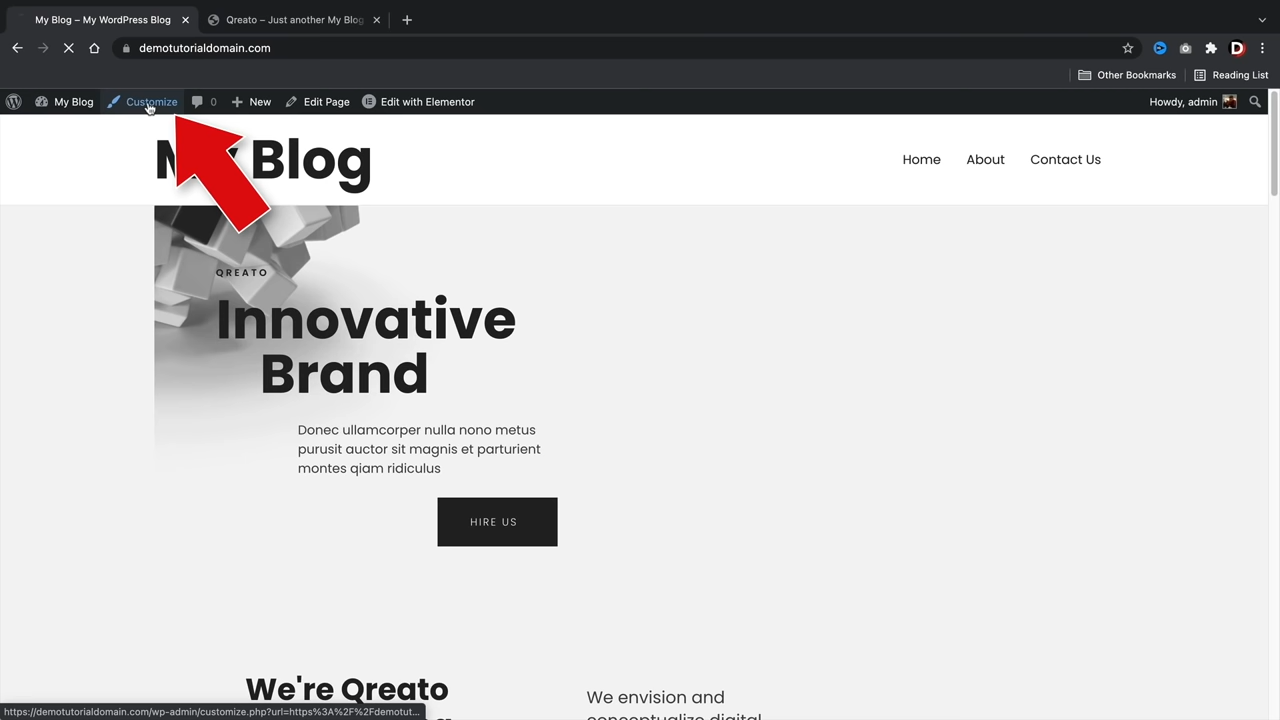 My Blog – My WordPress Blog
Qreato – Just another My Blog
demotutorialdomain.com
Other Bookmarks
Reading List
My Blog
Customize
0
New
Edit Page
Edit with Elementor
Howdy, admin
My Blog
Home
About
Contact Us
QREATO
Innovative
Brand
Donec ullamcorper nulla nono metus
purusit auctor sit magnis et parturient
montes qiam ridiculus
HIRE US
We're Qreato
We envision and
conceptualize digital
https://demotutorialdomain.com/wp-admin/customize.php?url=https%3A%2F%2Fdemotut...